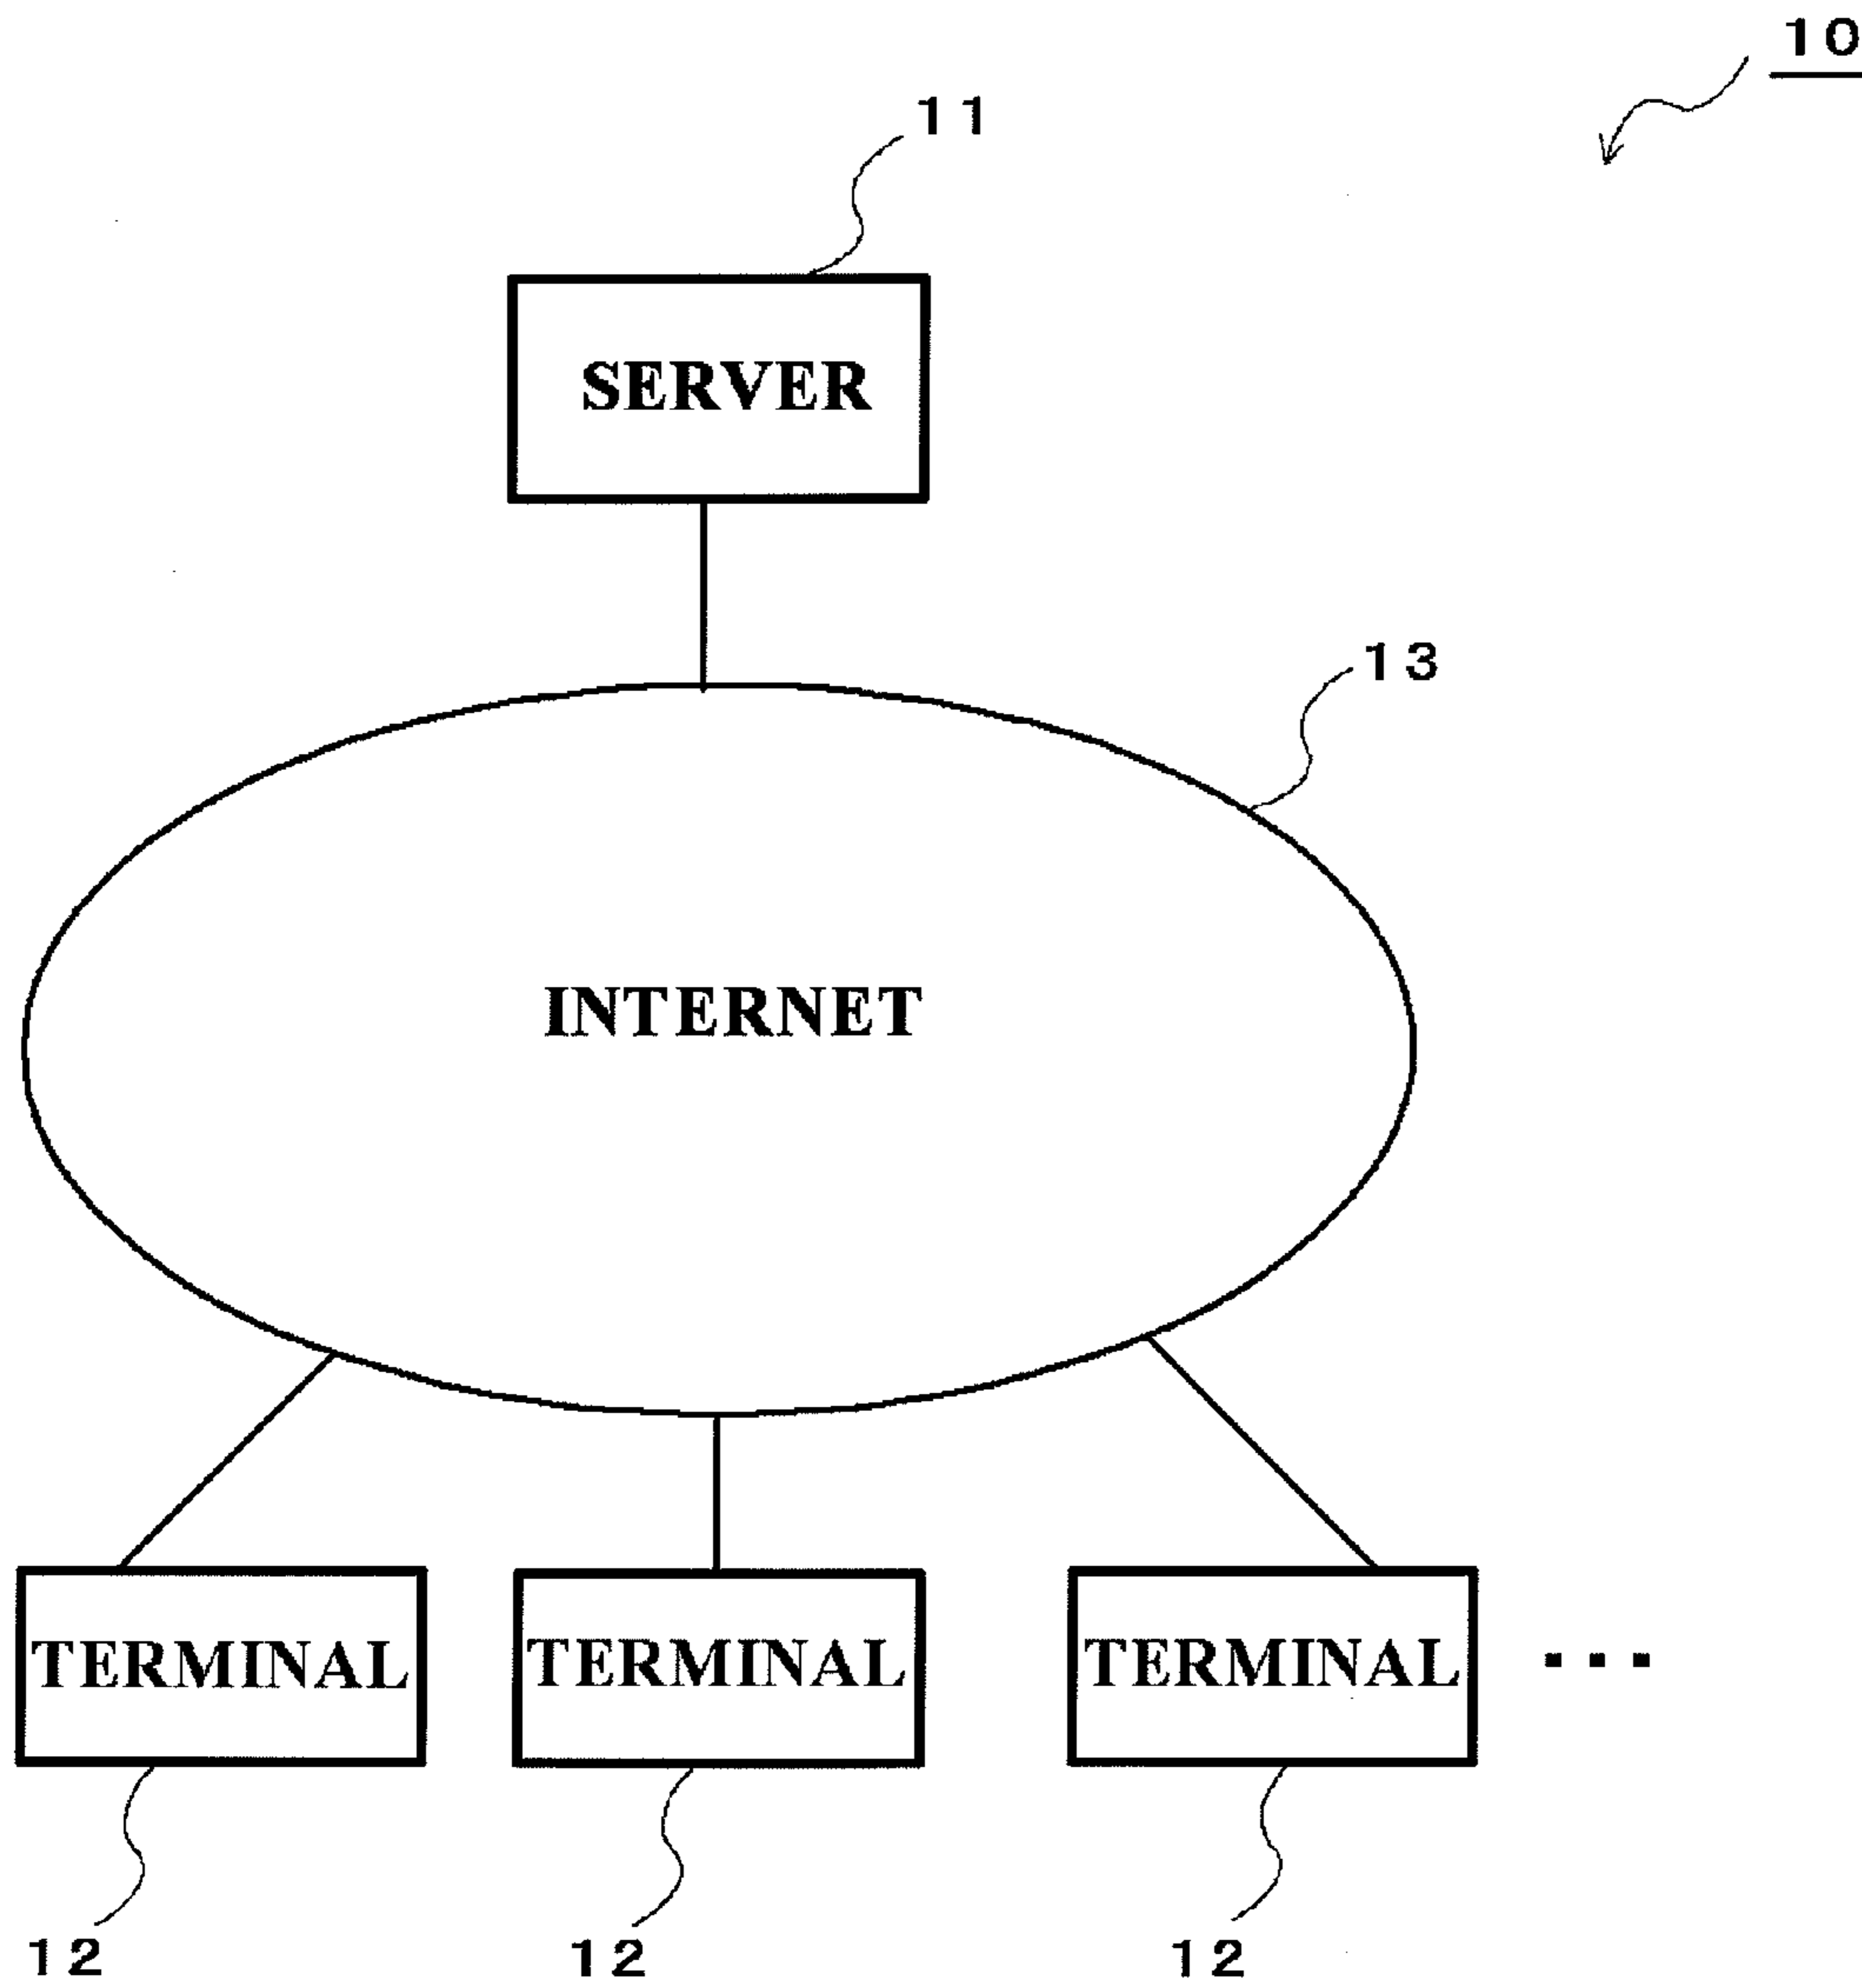 10
11
SERVER
13
INTERNET
TERMINAL TERMINAL TERMINAL ...
12 12 12